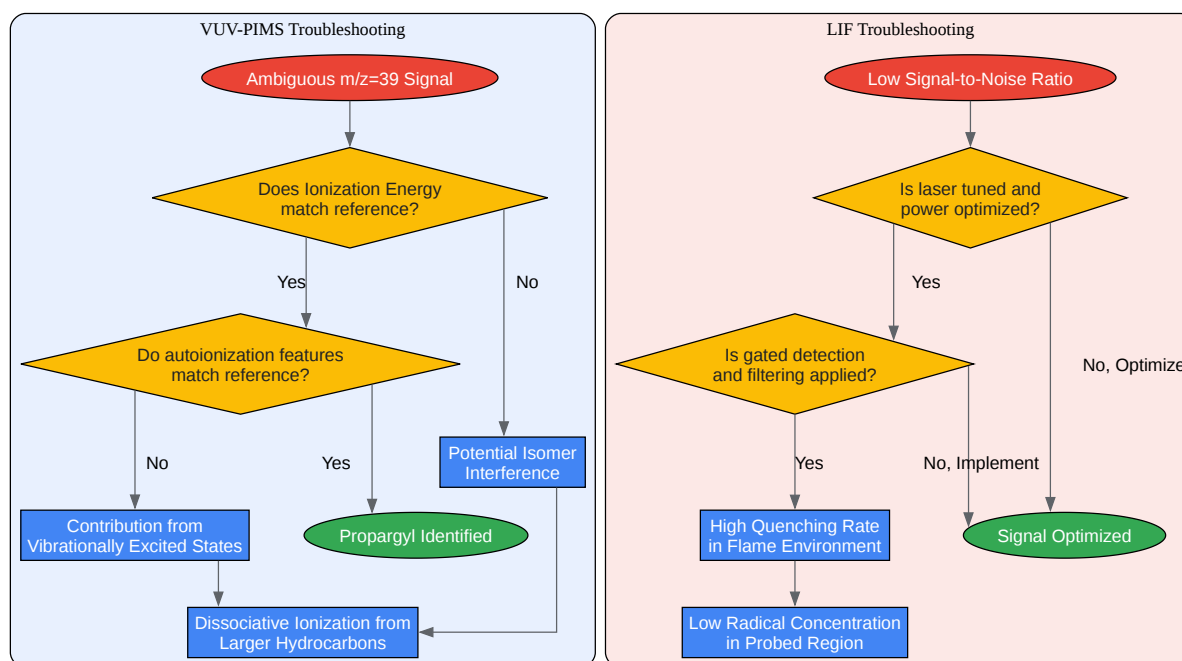 VUV-PIMS Troubleshooting
Ambiguous m/z=39 Signal
Does Ionization Energy
match reference?
Yes
No
Do autoionization features
match reference?
No
Yes
Potential Isomer
Interference
Contribution from
Vibrationally Excited States
Propargyl Identified
Dissociative Ionization from
Larger Hydrocarbons
LIF Troubleshooting
Low Signal-to-Noise Ratio
Is laser tuned and
power optimized?
Yes
No, Optimize
Is gated detection
and filtering applied?
Yes
No, Implement
High Quenching Rate
in Flame Environment
Signal Optimized
Low Radical Concentration
in Probed Region